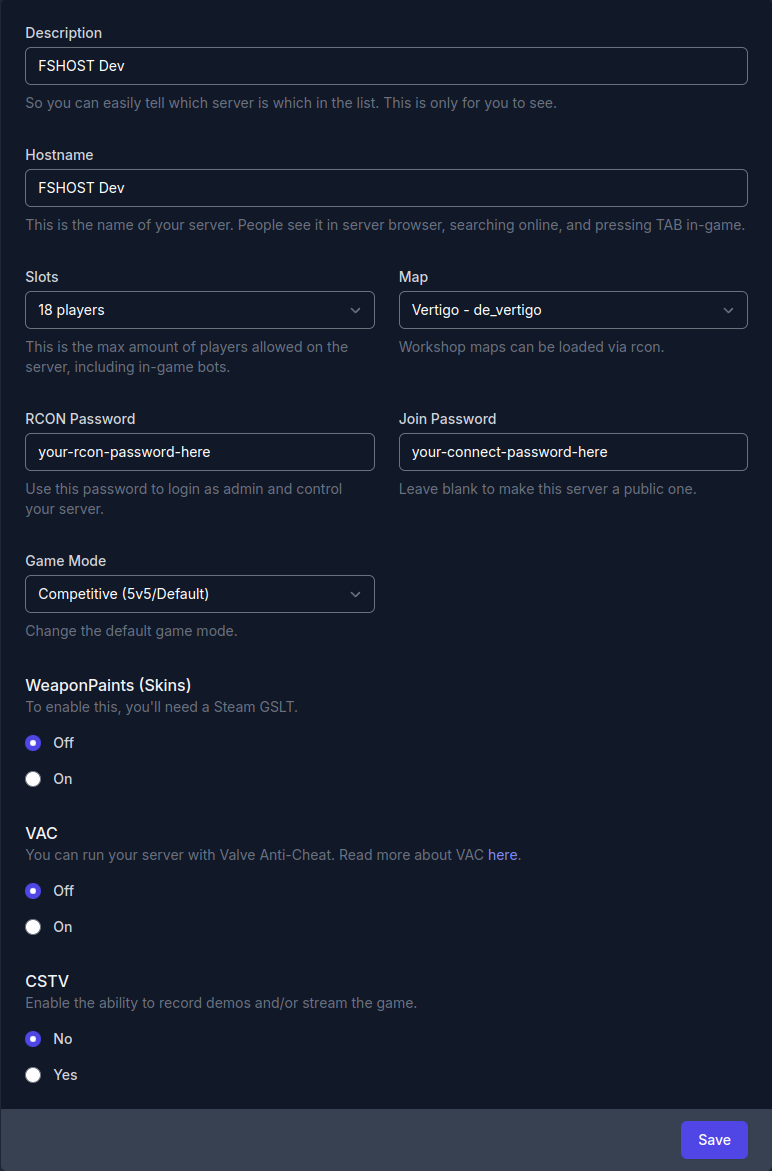 Description
FSHOST Dev
So you can easily tell which server is which in the list. This is only for you to see.
Hostname
FSHOST Dev
This is the name of your server. People see it in server browser, searching online, and pressing TAB in-game.
Slots
18 players
This is the max amount of players allowed on the
server, including in-game bots.
Map
Vertigo - de_vertigo
Workshop maps can be loaded via rcon.
RCON Password
your-rcon-password-here
Use this password to login as admin and control
your server.
Join Password
your-connect-password-here
Leave blank to make this server a public one.
Game Mode
Competitive (5v5/Default)
Change the default game mode.
WeaponPaints (Skins)
To enable this, you'll need a Steam GSLT.
Off
On
VAC
You can run your server with Valve Anti-Cheat. Read more about VAC here.
Off
On
CSTV
Enable the ability to record demos and/or stream the game.
No
Yes
Save